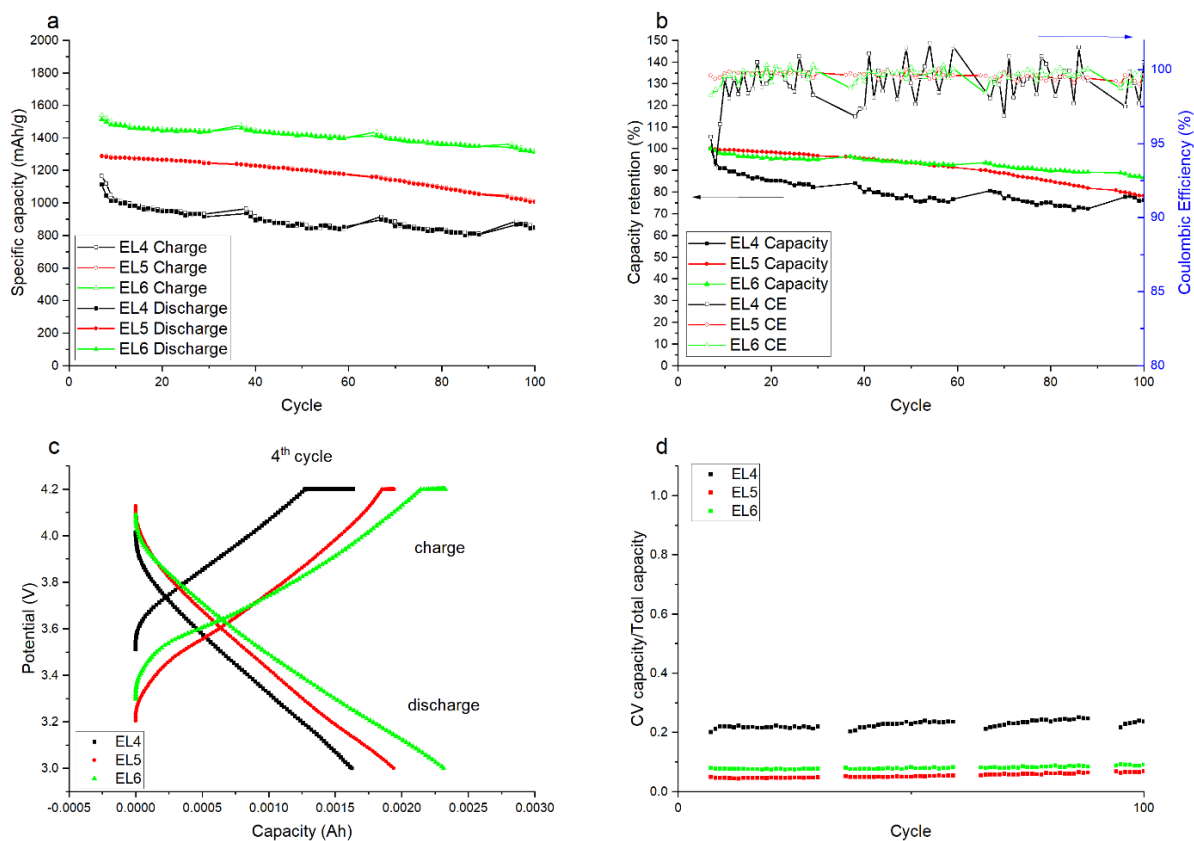 a
2000
1800
1600
1400
1200
1000
800
600
400
200
0
Specific capacity (mAh/g)
EL4 Charge
EL5 Charge
EL6 Charge
EL4 Discharge
EL5 Discharge
EL6 Discharge
0 20 40 60 80 100
Cycle
b
150
140
130
120
110
100
90
80
70
60
50
40
30
20
10
0
Capacity retention (%)
EL4 Capacity
EL5 Capacity
EL6 Capacity
EL4 CE
EL5 CE
EL6 CE
100
95
90
85
80
Coulombic Efficiency (%)
0 20 40 60 80 100
Cycle
c
4th cycle
4.2
4.0
3.8
3.6
3.4
3.2
3.0
Potential (V)
charge
discharge
EL4
EL5
EL6
-0.0005 0.0000 0.0005 0.0010 0.0015 0.0020 0.0025 0.0030
Capacity (Ah)
d
EL4
EL5
EL6
1.0
0.8
0.6
0.4
0.2
0.0
CV capacity/Total capacity
0 100
Cycle